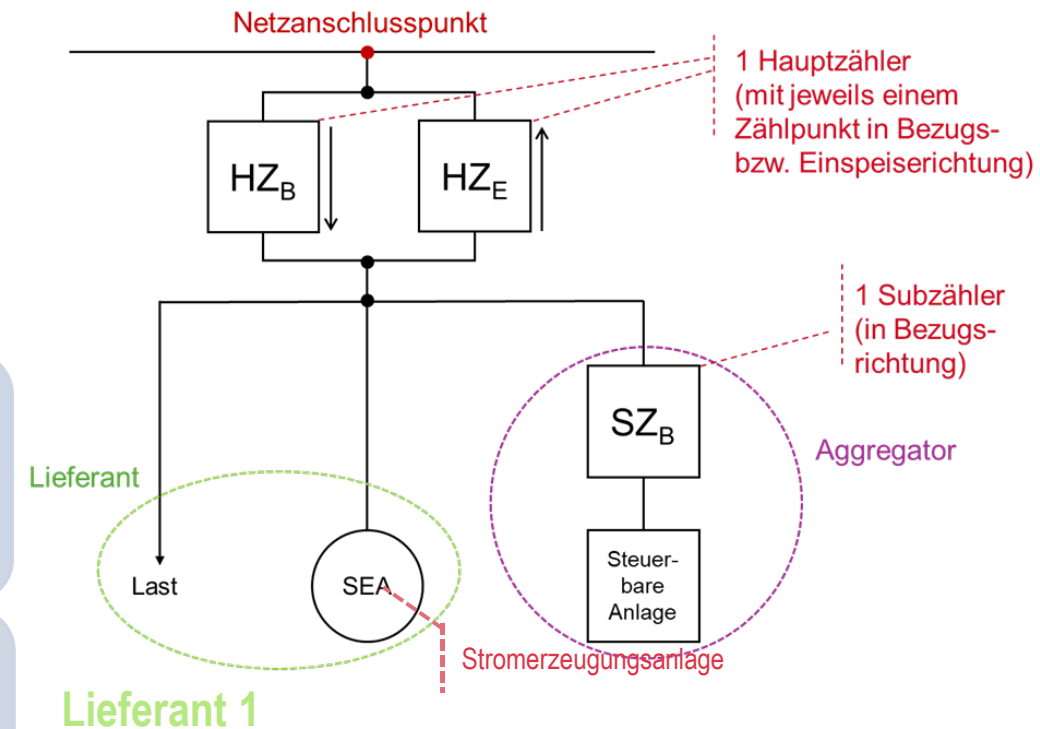 Netzanschlusspunkt
1 Hauptzähler
(mit jeweils einem
Zählpunkt in Bezugs-
bzw. Einspeiserichtung)
HZB
HZE
1 Subzähler
(in Bezugs-
richtung)
SZB
Aggregator
Lieferant
Last
SEA
Steuer-
bare
Anlage
Stromerzeugungsanlage
Lieferant 1